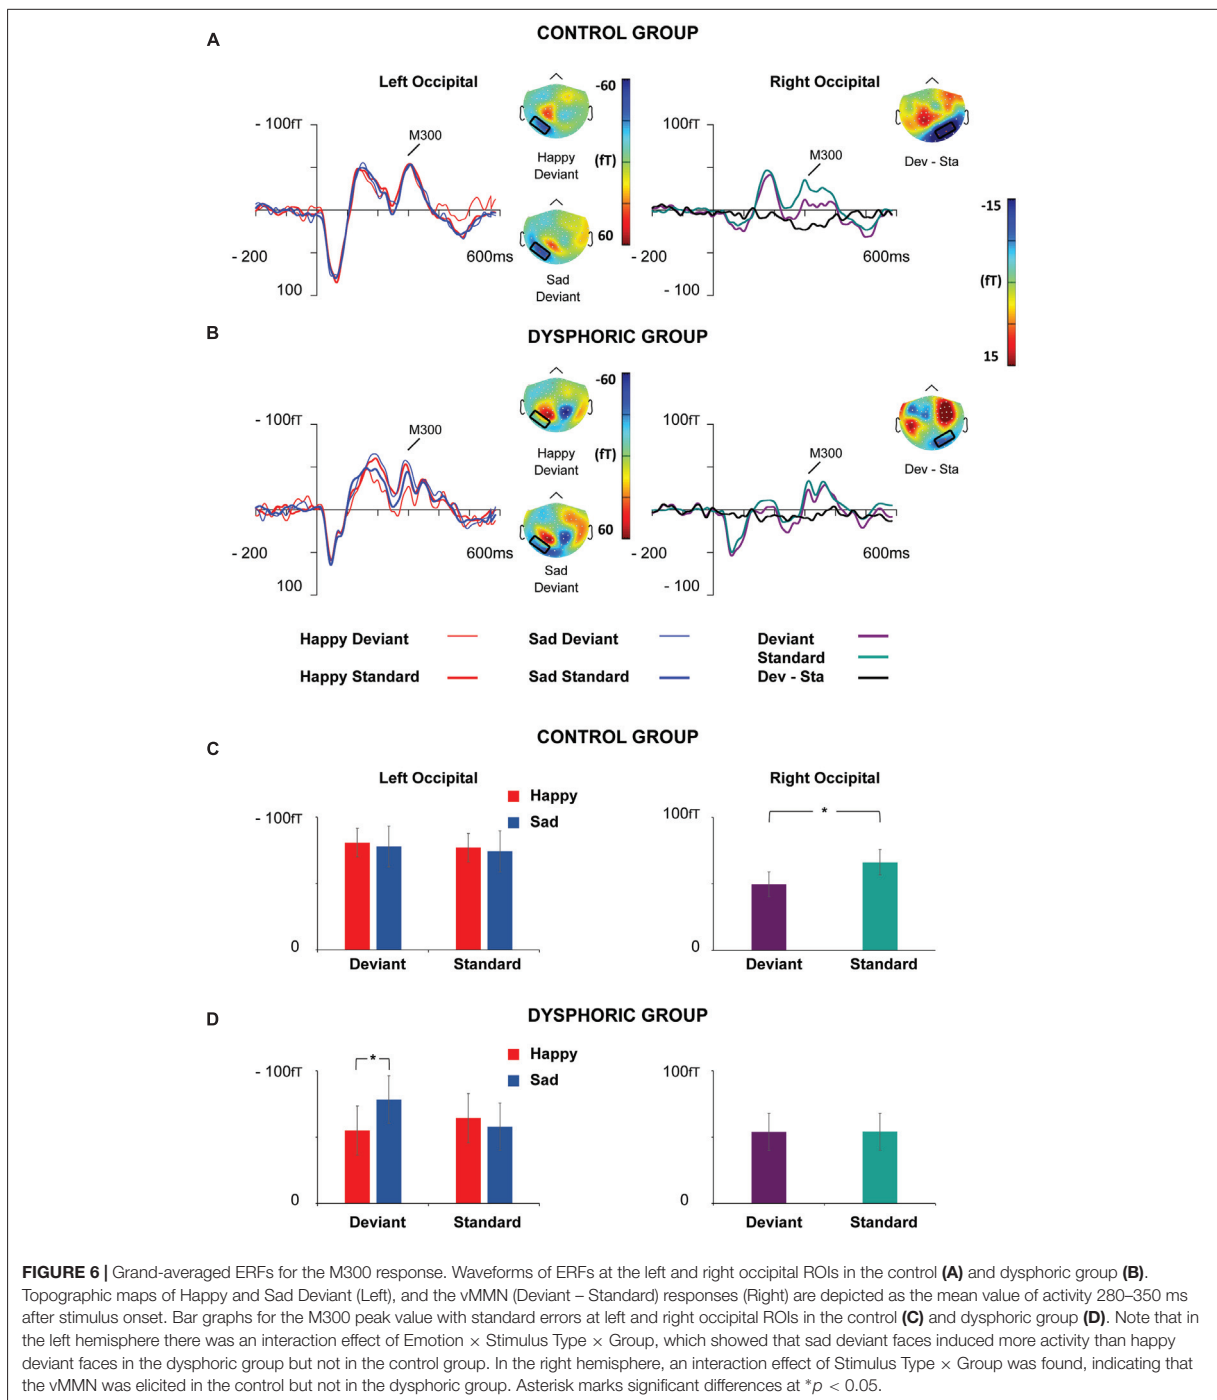 A
CONTROL GROUP
Left Occipital
Right Occipital
- 100fT
M300
- 200
600ms
100
Happy
Deviant
Sad
Deviant
-60
(fT)
60
100fT
M300
- 200
600ms
- 100
Dev - Sta
-15
(fT)
15
B
DYSPHORIC GROUP
- 100fT
M300
- 200
600ms
100
Happy
Deviant
Sad
Deviant
-60
(fT)
60
100fT
M300
- 200
600ms
- 100
Dev - Sta
Happy Deviant
Sad Deviant
Deviant
Standard
Happy Standard
Sad Standard
Dev - Sta
C
CONTROL GROUP
Left Occipital
Right Occipital
- 100fT
Happy
Sad
0
Deviant
Standard
100fT
*
0
Deviant
Standard
D
DYSPHORIC GROUP
- 100fT
*
Happy
Sad
0
Deviant
Standard
100fT
0
Deviant
Standard
FIGURE 6 | Grand-averaged ERFs for the M300 response. Waveforms of ERFs at the left and right occipital ROIs in the control (A) and dysphoric group (B).
Topographic maps of Happy and Sad Deviant (Left), and the vMMN (Deviant – Standard) responses (Right) are depicted as the mean value of activity 280–350 ms
after stimulus onset. Bar graphs for the M300 peak value with standard errors at left and right occipital ROIs in the control (C) and dysphoric group (D). Note that in
the left hemisphere there was an interaction effect of Emotion × Stimulus Type × Group, which showed that sad deviant faces induced more activity than happy
deviant faces in the dysphoric group but not in the control group. In the right hemisphere, an interaction effect of Stimulus Type × Group was found, indicating that
the vMMN was elicited in the control but not in the dysphoric group. Asterisk marks significant differences at *p < 0.05.